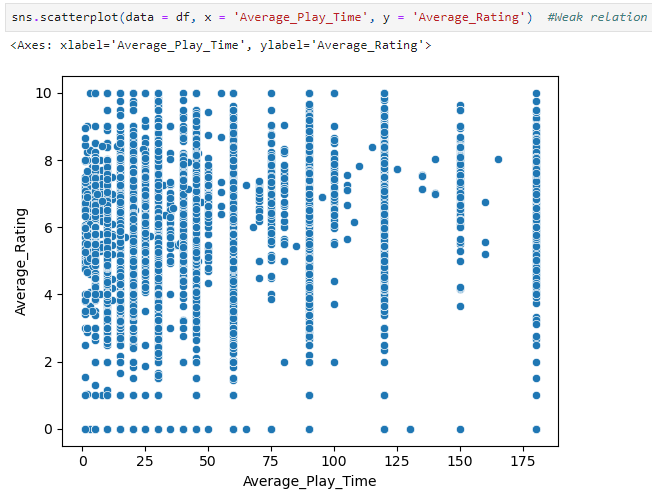 sns.scatterplot(data = df, x = 'Average_Play_Time', y = 'Average_Rating')  #Weak relation
<Axes: xlabel='Average_Play_Time', ylabel='Average_Rating'>
10
8
6
4
2
0
Average_Rating
0 25 50 75 100 125 150 175
Average_Play_Time